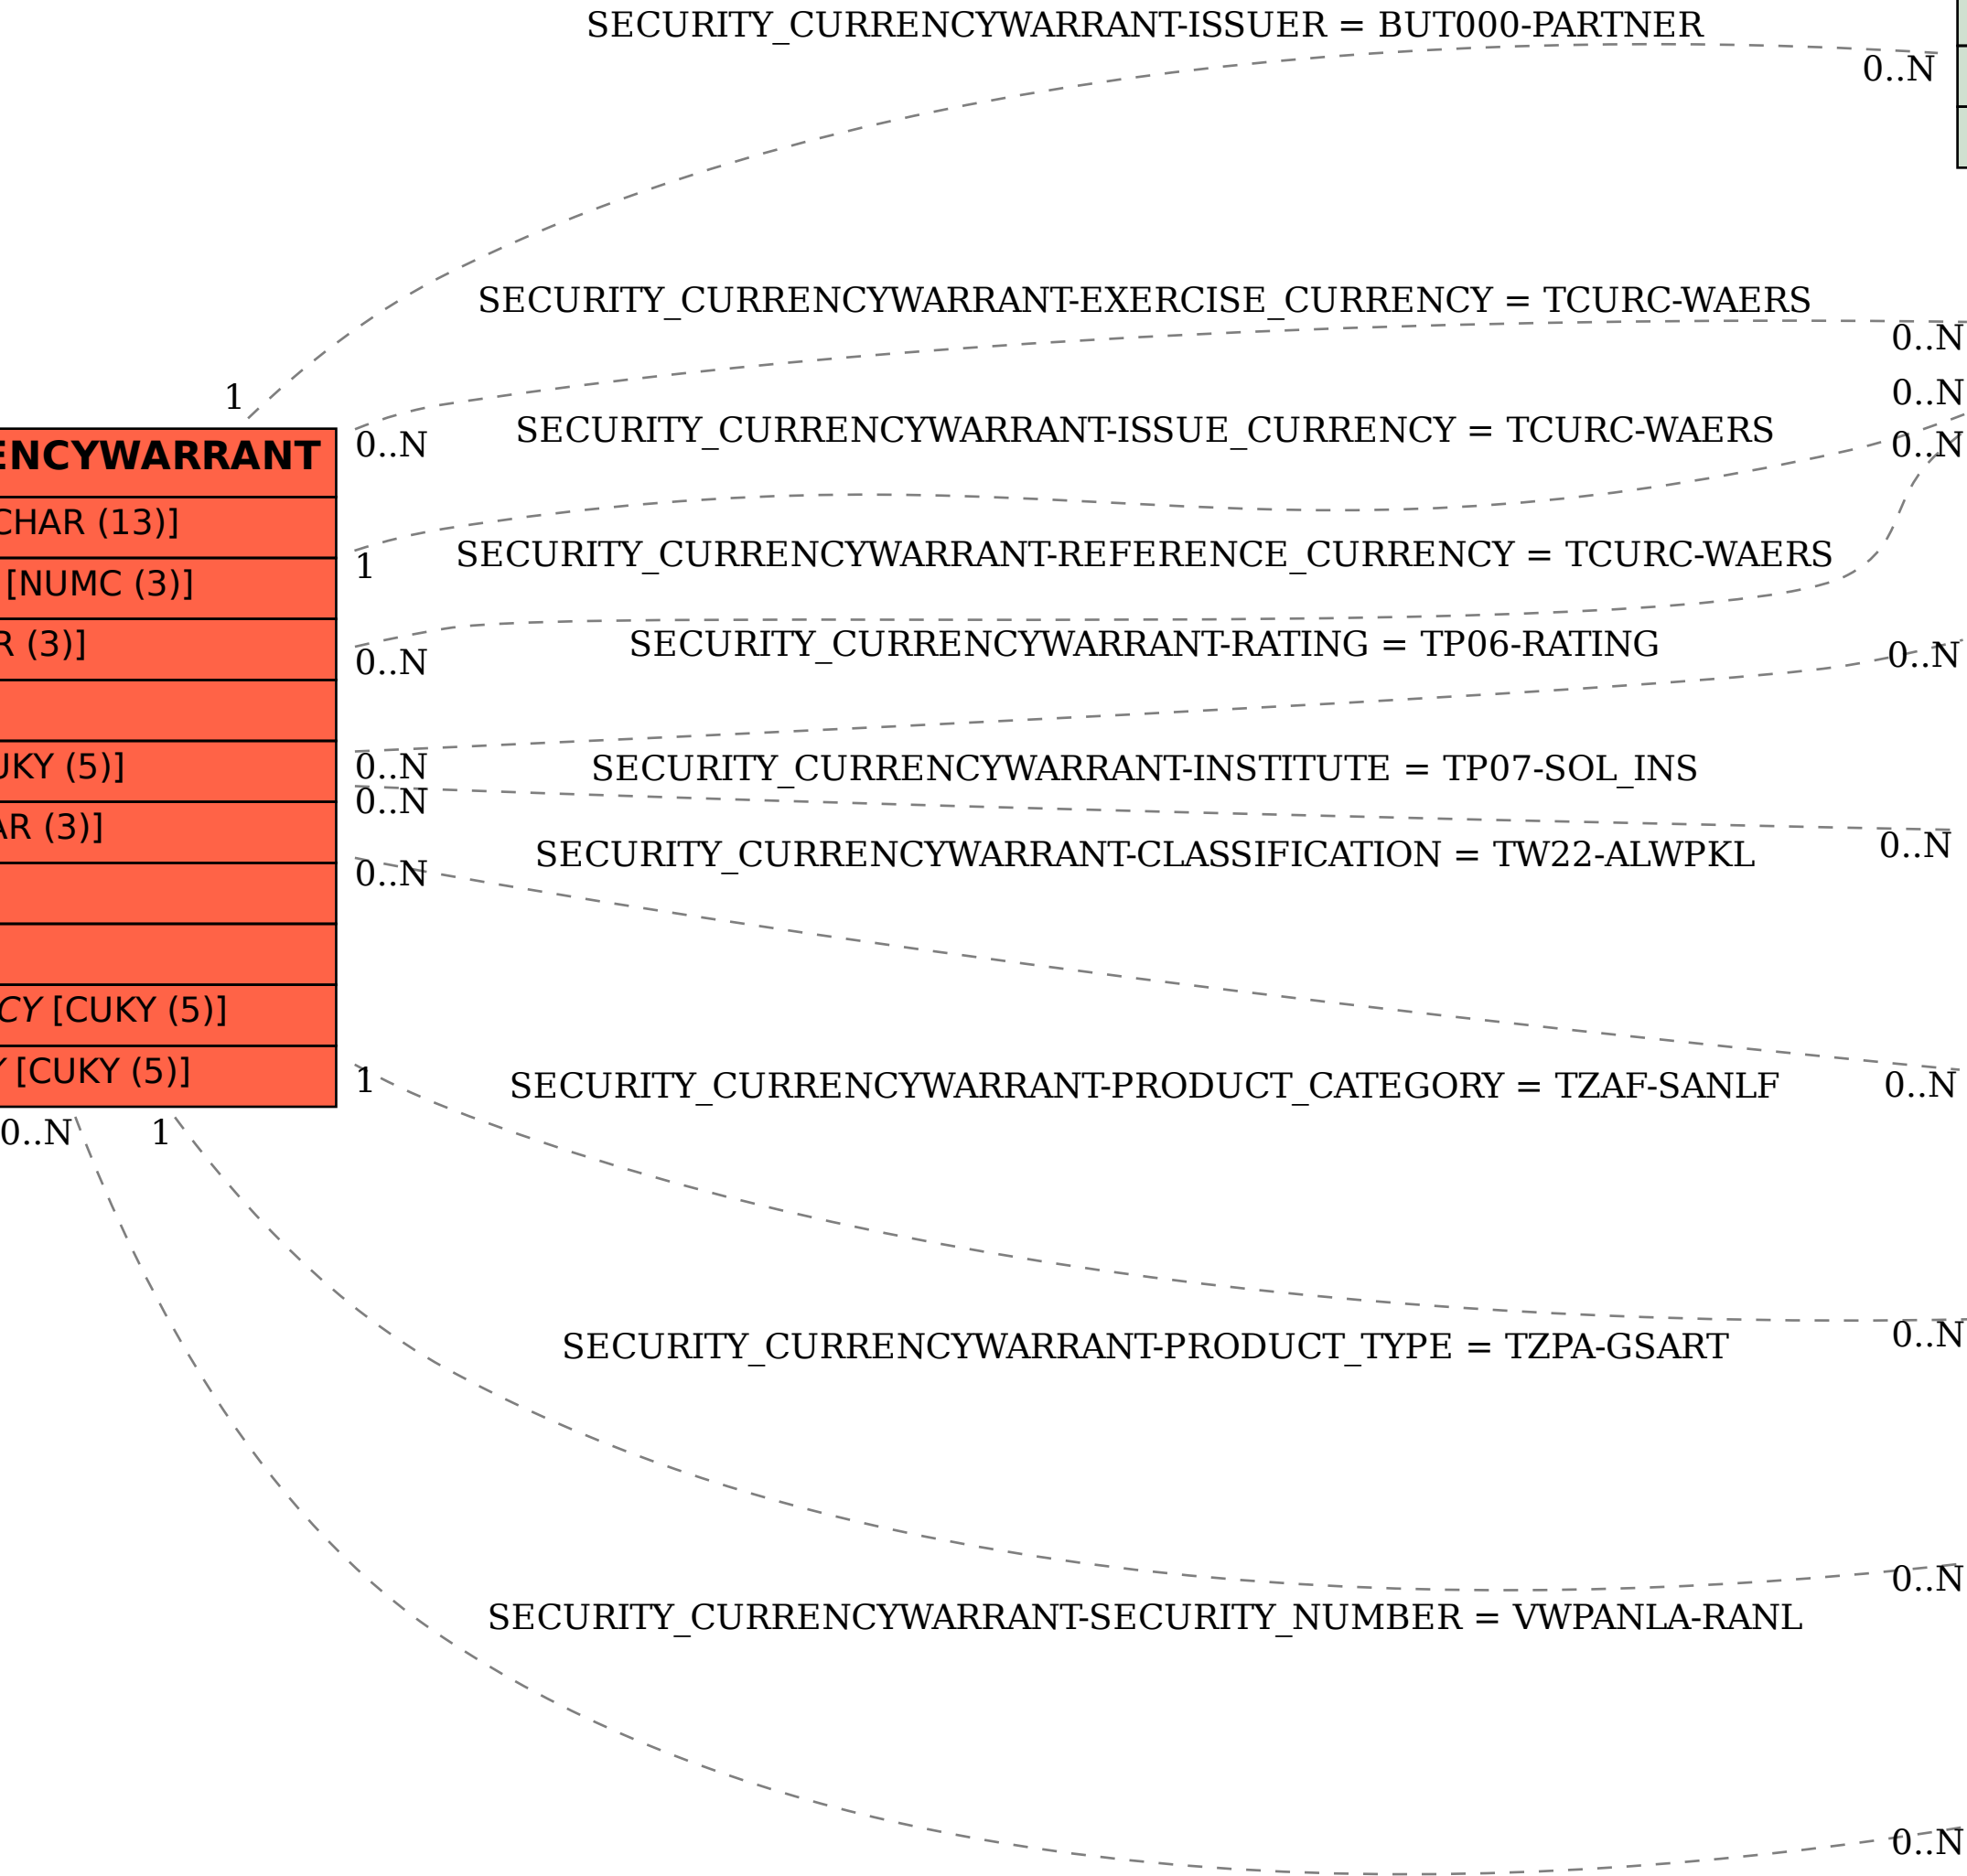 SECURITY_CURRENCYWARRANT-ISSUER = BUT000-PARTNER
0..N
SECURITY_CURRENCYWARRANT-EXERCISE_CURRENCY = TCURC-WAERS
0..N
1
0..N
SECURITY_CURRENCYWARRANT-ISSUE_CURRENCY = TCURC-WAERS
0..N
0..N
ENCYWARRANT
CHAR (13)]
1
SECURITY_CURRENCYWARRANT-REFERENCE_CURRENCY = TCURC-WAERS
[NUMC (3)]
R (3)]
0..N
SECURITY_CURRENCYWARRANT-RATING = TP06-RATING
0..N
UKY (5)]
0..N
SECURITY_CURRENCYWARRANT-INSTITUTE = TP07-SOL_INS
0..N
AR (3)]
SECURITY_CURRENCYWARRANT-CLASSIFICATION = TW22-ALWPKL
0..N
0..N
CY [CUKY (5)]
Y [CUKY (5)]
1
SECURITY_CURRENCYWARRANT-PRODUCT_CATEGORY = TZAF-SANLF
0..N
0..N
1
SECURITY_CURRENCYWARRANT-PRODUCT_TYPE = TZPA-GSART
0..N
0..N
SECURITY_CURRENCYWARRANT-SECURITY_NUMBER = VWPANLA-RANL
0..N